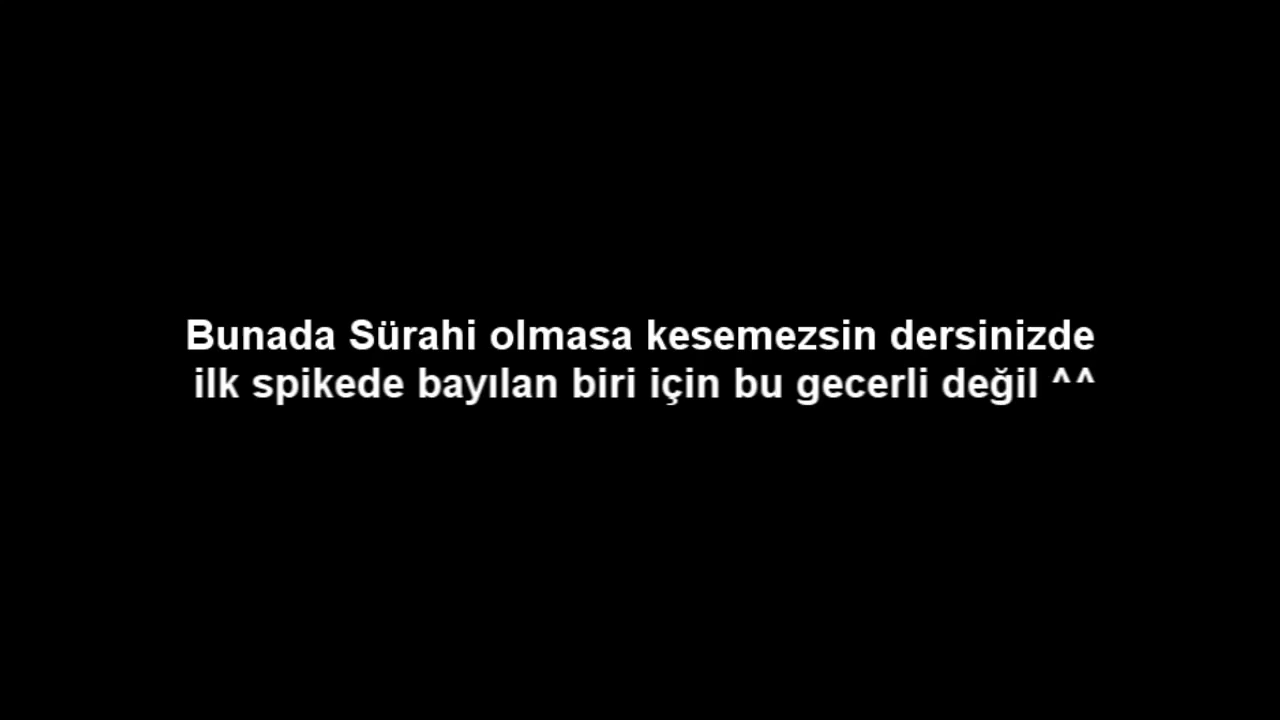 Bunada Sürahi olmasa kesemezsin dersinizde
ilk spikede bayılan biri için bu gecerli değil ^^